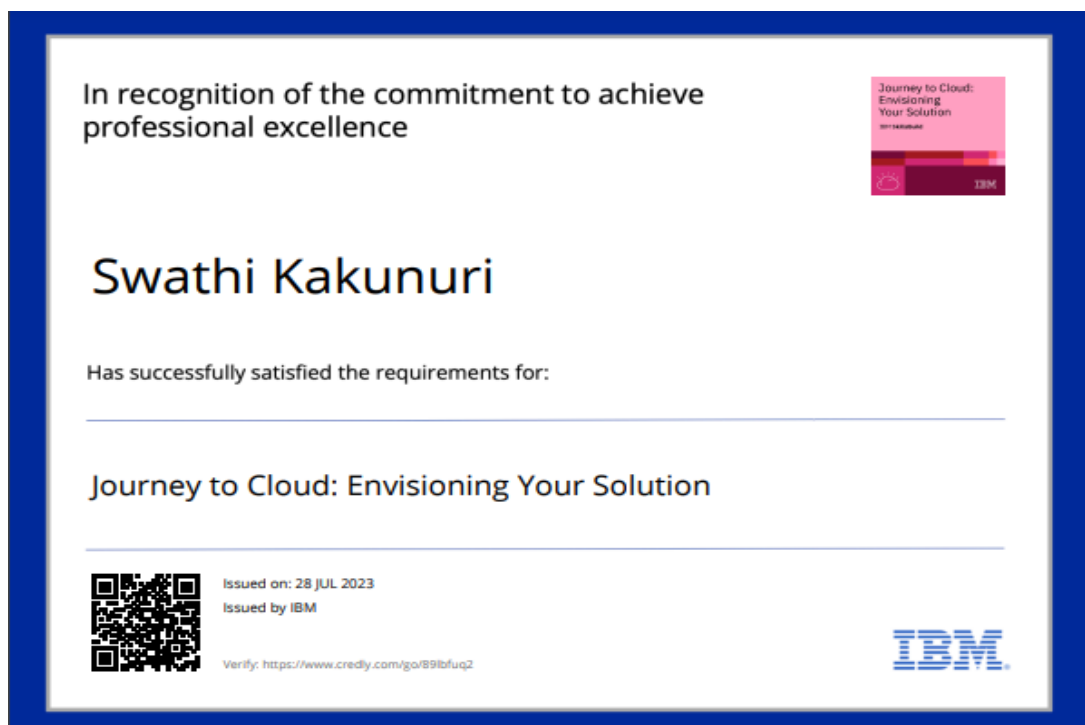 In recognition of the commitment to achieve
professional excellence
Journey to Cloud:
Envisioning
Your Solution
IBM
Swathi Kakunuri
Has successfully satisfied the requirements for:
Journey to Cloud: Envisioning Your Solution
Issued on: 28 JUL 2023
Issued by IBM
Verify: https://www.credly.com/go/
IBM.